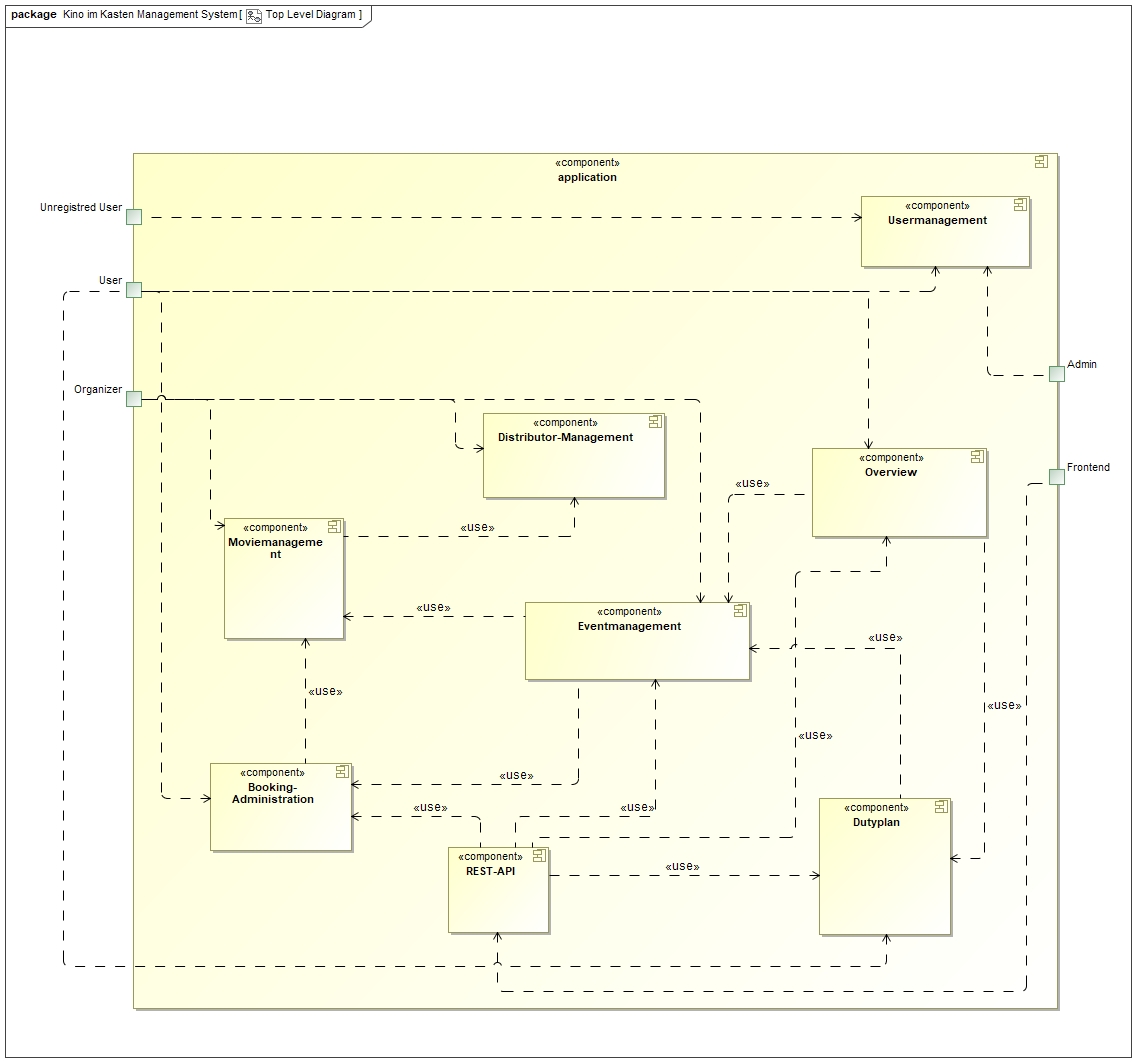 package Kino im Kasten Management System [ Top Level Diagram ]
«component»
application
Unregistred User
«component»
Usermanagement
User
Admin
Organizer
«component»
Distributor-Management
«component»
Overview
Frontend
«use»
«component»
Moviemanageme
nt
«use»
«use»
«component»
Eventmanagement
«use»
«use»
«use»
«use»
«component»
Booking-
Administration
«use»
«use»
«use»
«component»
Dutyplan
«component»
REST-API
«use»